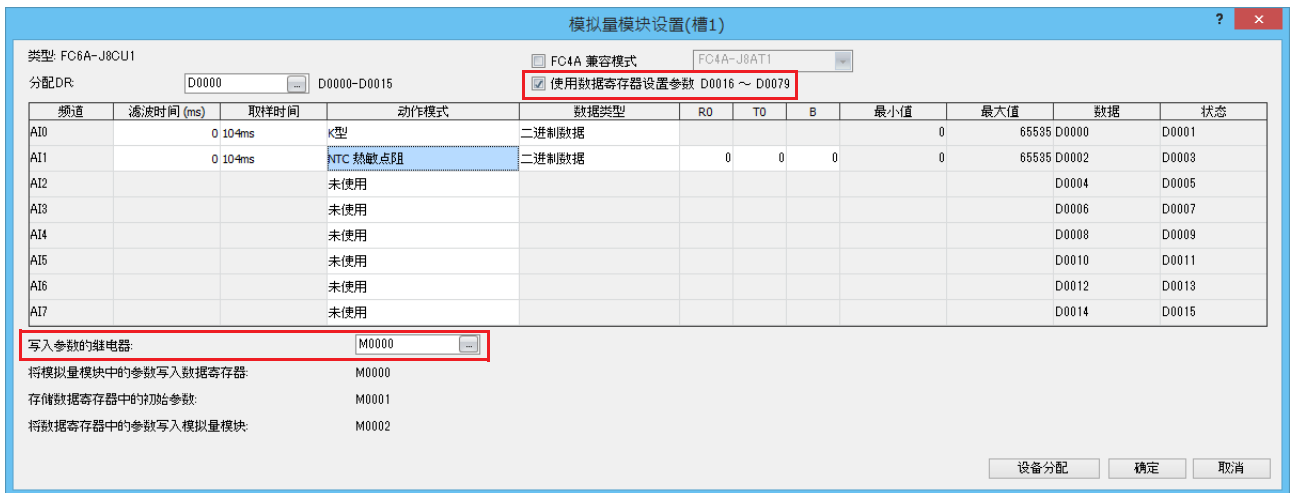 模拟量模块设置(槽1)
? ×
类型: FC6A-J8CU1
FC4A 兼容模式 FC4A-J8AT1
分配DR: D0000 ... D0000-D0015
使用数据寄存器设置参数 D0016 ～ D0079
频道 滤波时间 (ms) 取样时间 动作模式 数据类型 R0 T0 B 最小值 最大值 数据 状态
AI0 0 104ms K型 二进制数据 0 65535 D0000 D0001
AI1 0 104ms NTC 热敏点阻 二进制数据 0 0 0 0 65535 D0002 D0003
AI2 未使用 D0004 D0005
AI3 未使用 D0006 D0007
AI4 未使用 D0008 D0009
AI5 未使用 D0010 D0011
AI6 未使用 D0012 D0013
AI7 未使用 D0014 D0015
写入参数的继电器: M0000 ...
将模拟量模块中的参数写入数据寄存器: M0000
存储数据寄存器中的初始参数: M0001
将数据寄存器中的参数写入模拟量模块: M0002
设备分配 确定 取消